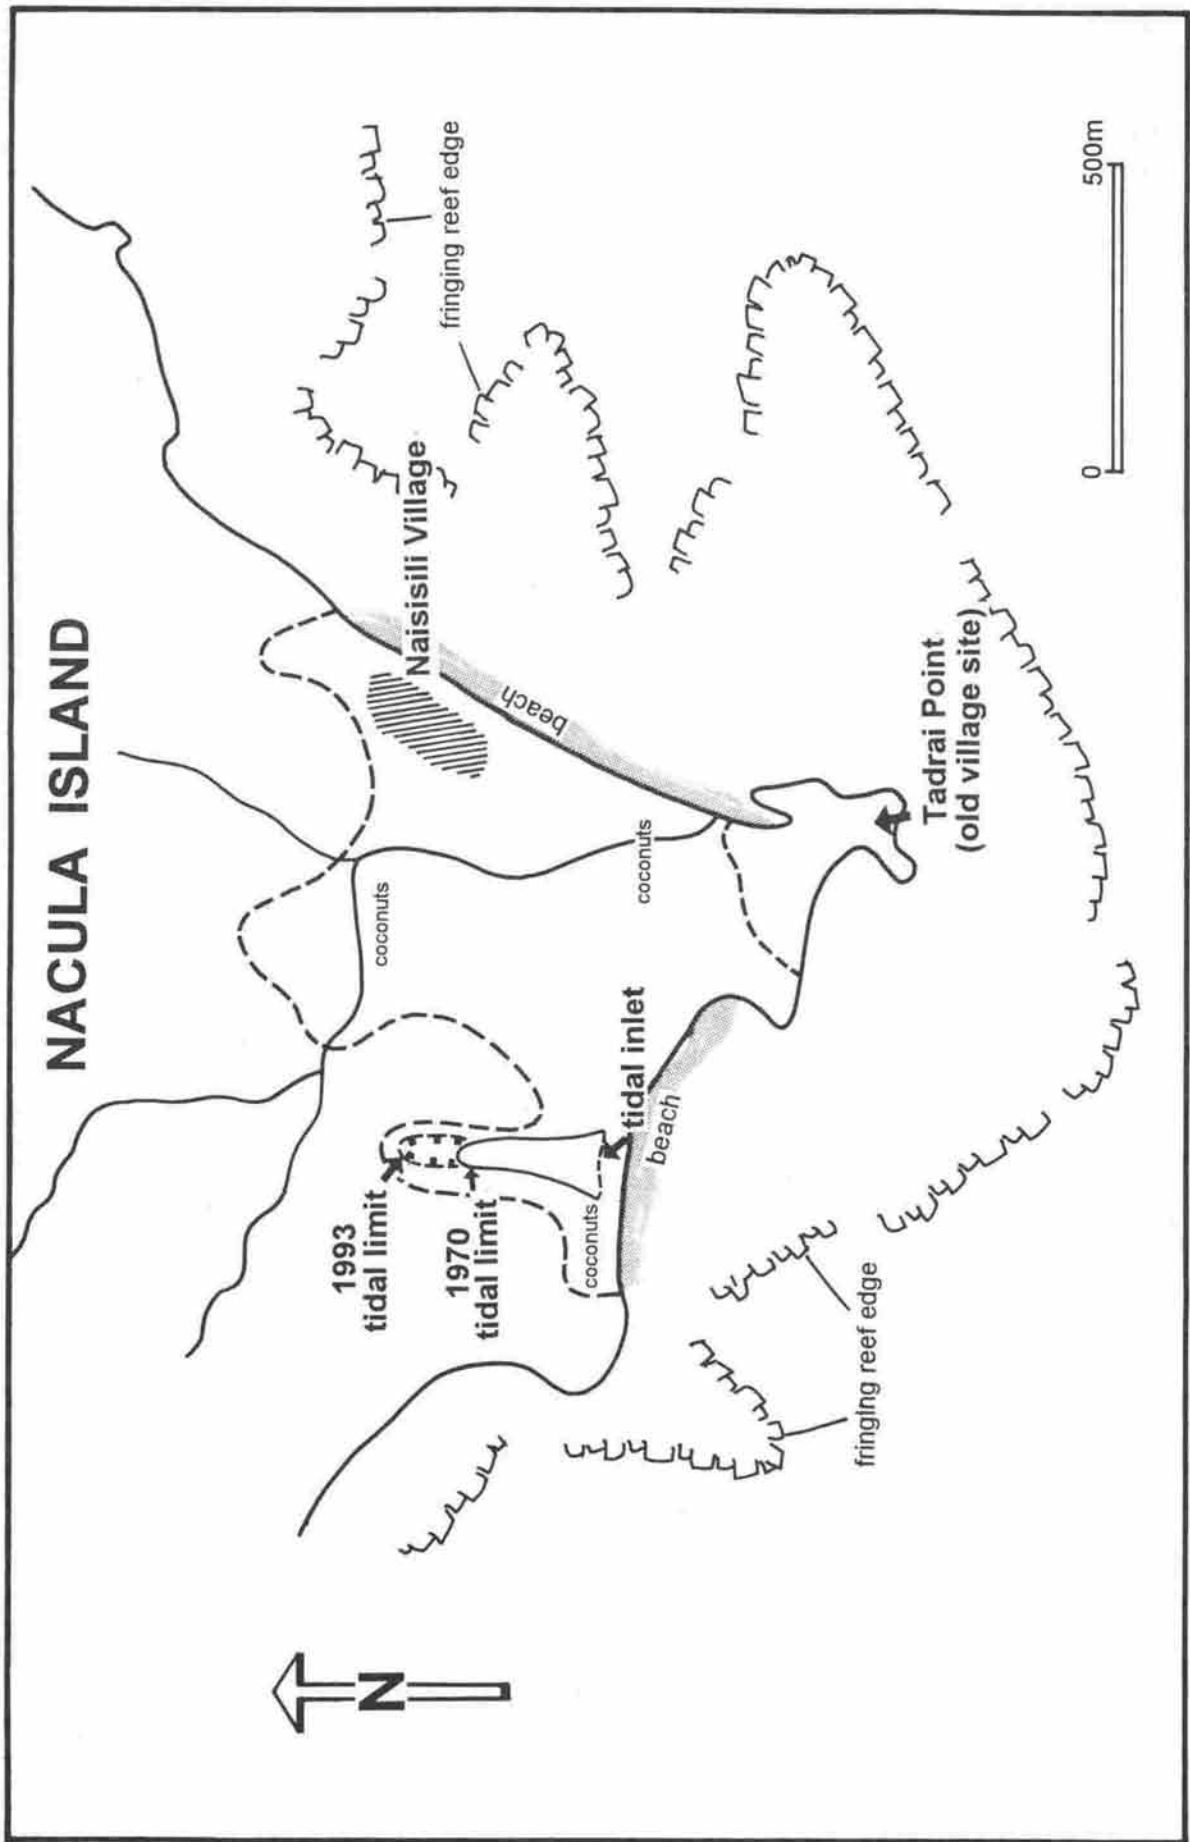 NACULA ISLAND
N
fringing reef edge
Naisisili Village
beach
coconuts
coconuts
1993
tidal limit
1970
tidal limit
coconuts
tidal inlet
beach
Tadrai Point
(old village site)
fringing reef edge
0
500m